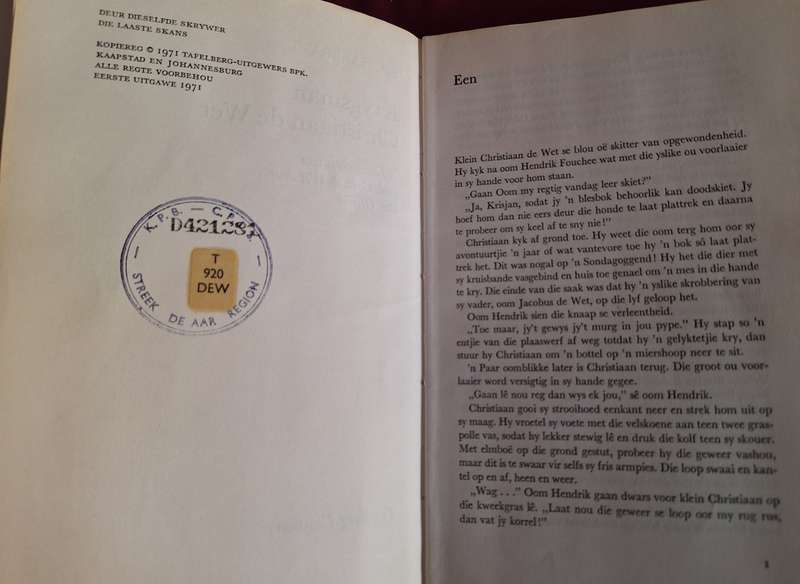 DEUR DIESELFDE SKRYWER
DIE LAASTE SKANS
KOPIEREG © 1971 TAFELBERG-UITGEWERS BPK.
KAAPSTAD EN JOHANNESBURG
ALLE REGTE VOORBEHOU
EERSTE UITGAWE 1971
K.P.B. — C.P.A.
D421287
T
920
DEW
STREEK DE AAR REGION
Een
Klein Christiaan de Wet se blou oë skitter van opgewondenheid.
Hy kyk na oom Hendrik Fouchee wat met die yslike ou voorlaaier
in sy hande voor hom staan.
„Gaan Oom my regtig vandag leer skiet?”
„Ja, Krisjan, sodat jy 'n blesbok behoorlik kan doodskiet. Jy
hoef hom dan nie eers deur die honde te laat plattrek en daarna
te probeer om sy keel af te sny nie!”
Christiaan kyk af grond toe. Hy weet die oom terg hom oor sy
avontuurtjie 'n jaar of wat vantevore toe hy 'n bok só laat plat-
trek het. Dit was nogal op 'n Sondagoggend! Hy het die dier met
sy kruisbande vasgebind en huis toe genael om 'n mes in die hande
te kry. Die einde van die saak was dat hy 'n yslike skrobbering van
sy vader, oom Jacobus de Wet, op die lyf geloop het.
Oom Hendrik sien die knaap se verleentheid.
„Toe maar, jy't gewys jy't murg in jou pype.” Hy stap so 'n
entjie van die plaaswerf af weg totdat hy 'n gelyktetjie kry, dan
stuur hy Christiaan om 'n bottel op 'n miershoop neer te sit.
'n Paar oomblikke later is Christiaan terug. Die groot ou voor-
laaier word versigtig in sy hande gegee.
„Gaan lê nou reg dan wys ek jou,” sê oom Hendrik.
Christiaan gooi sy strooihoed eenkant neer en strek hom uit op
sy maag. Hy vroetel sy voete met die velskoene aan teen twee gras-
polle vas, sodat hy lekker stewig lê en druk die kolf teen sy skouer.
Met elmboë op die grond gestut, probeer hy die geweer vashou,
maar dit is te swaar vir selfs sy fris armpies. Die loop swaai en kan-
tel op en af, heen en weer.
„Wag . . .” Oom Hendrik gaan dwars voor klein Christiaan op
die kweekgras lê. „Laat nou die geweer se loop oor my rug rus,
dan vat jy korrel!”
1